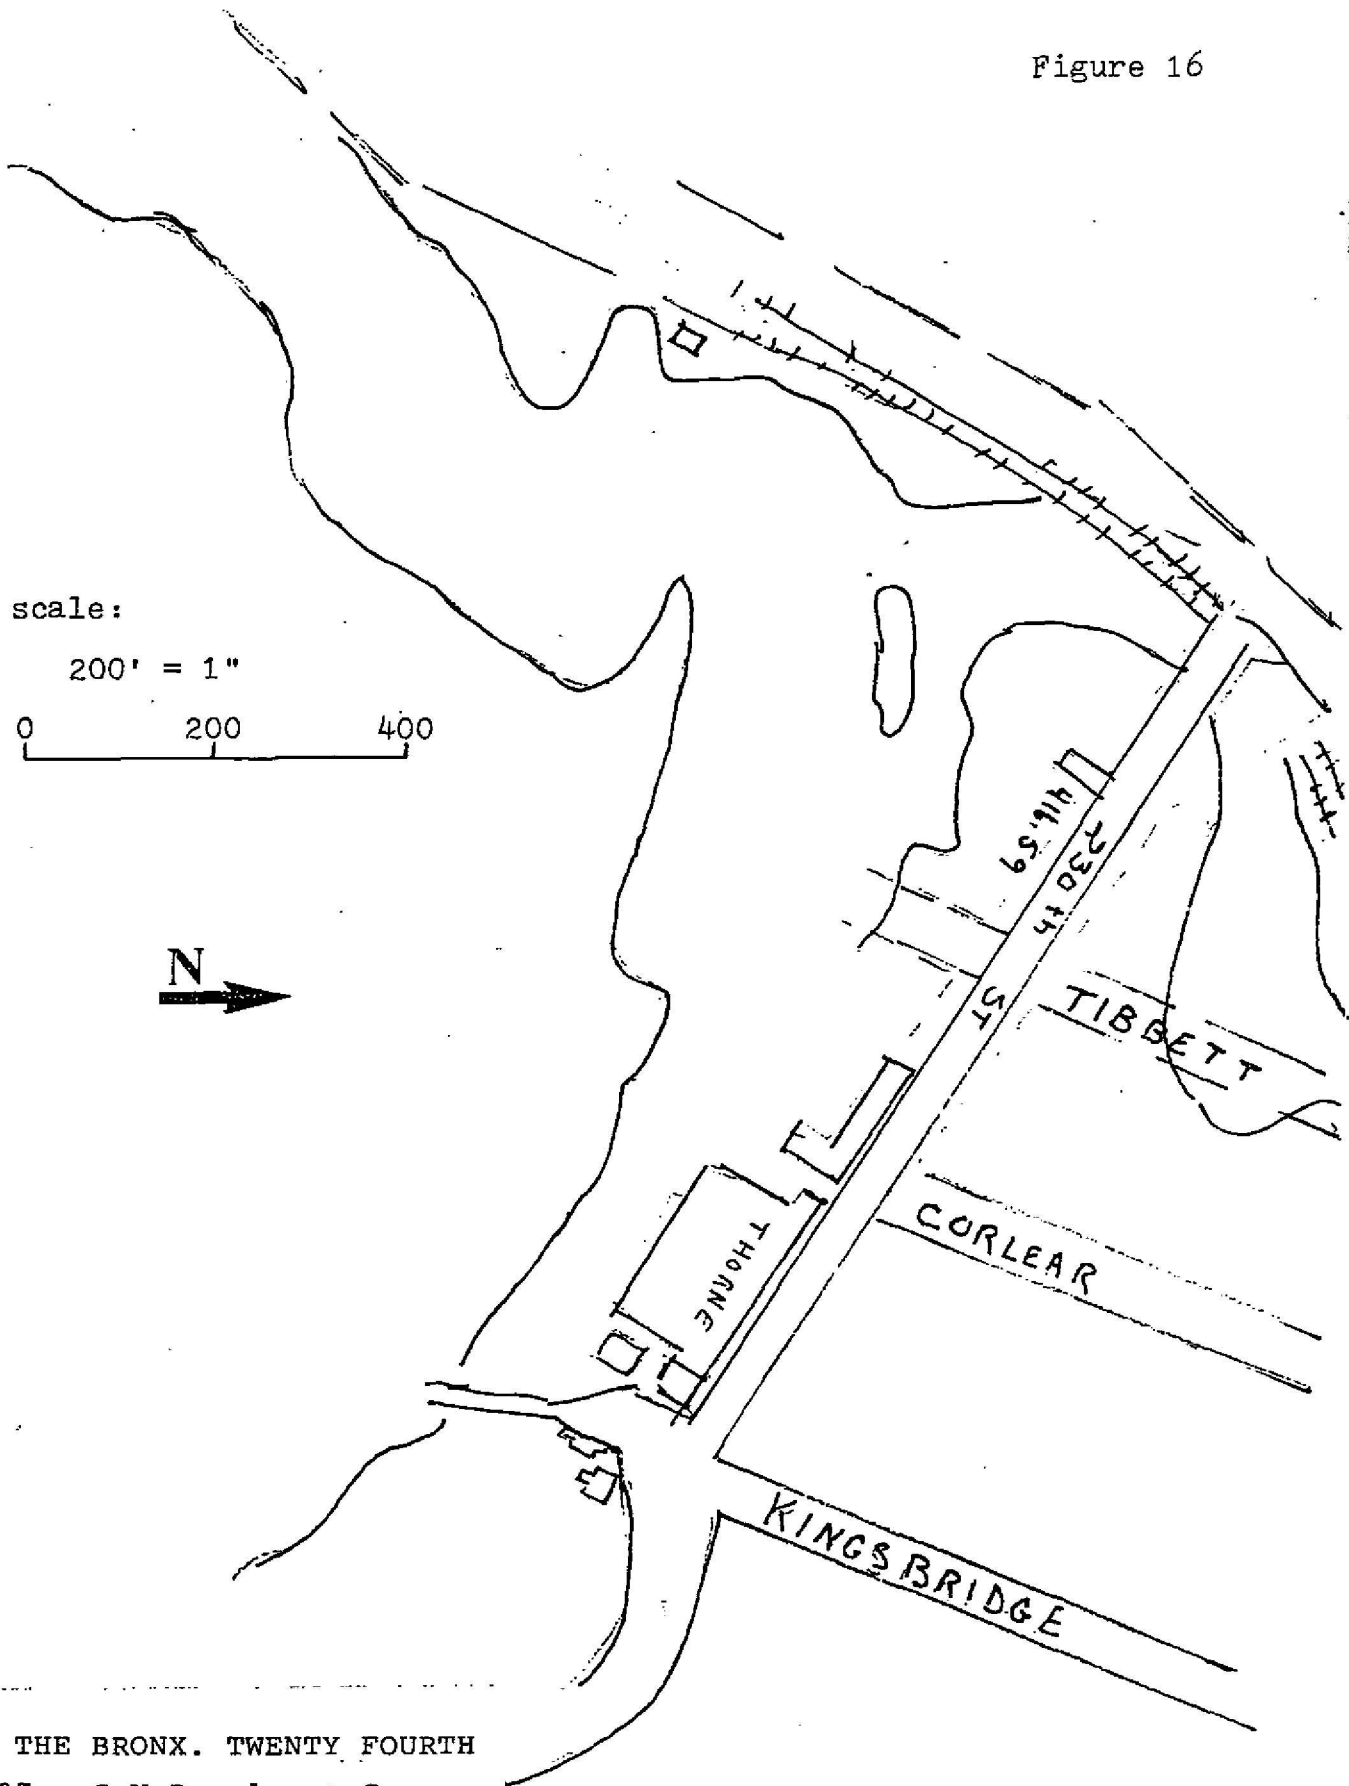 Figure 16
scale:
200' = 1"
0 200 400
416.59
230th ST
N
TIBBETT
THORNE
CORLEAR
KINGSBRIDGE
THE BRONX. TWENTY FOURTH